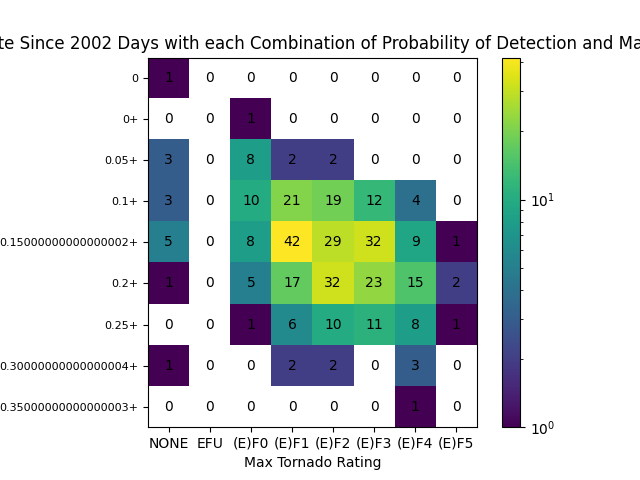 te Since 2002 Days with each Combination of Probability of Detection and Ma
0 1 0 0 0 0 0 0 0
0+ 0 0 1 0 0 0 0 0
0.05+ 3 0 8 2 2 0 0 0
0.1+ 3 0 10 21 19 12 4 0
0.15000000000000002+ 5 0 8 42 29 32 9 1
0.2+ 1 0 5 17 32 23 15 2
0.25+ 0 0 1 6 10 11 8 1
0.30000000000000004+ 1 0 0 2 2 0 3 0
0.35000000000000003+ 0 0 0 0 0 0 1 0
NONE EFU (E)F0 (E)F1 (E)F2 (E)F3 (E)F4 (E)F5
Max Tornado Rating
10¹
10⁰